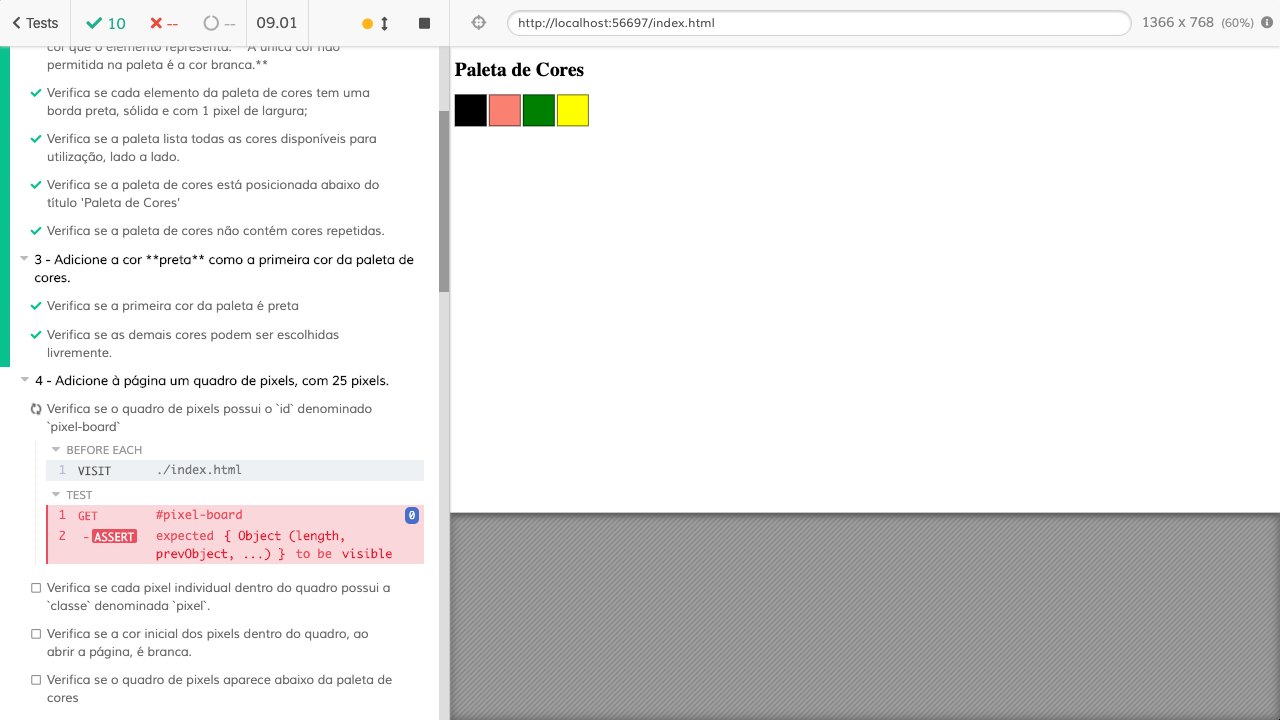 Tests 10 -- -- 09.01 http://localhost:56697/index.html 1366 x 768 (60%)
cor que o elemento representa. **A única cor não
permitida na paleta é a cor branca.**
Verifica se cada elemento da paleta de cores tem uma
borda preta, sólida e com 1 pixel de largura;
Verifica se a paleta lista todas as cores disponíveis para
utilização, lado a lado.
Verifica se a paleta de cores está posicionada abaixo do
título 'Paleta de Cores'
Verifica se a paleta de cores não contém cores repetidas.
3 - Adicione a cor **preta** como a primeira cor da paleta de
cores.
Verifica se a primeira cor da paleta é preta
Verifica se as demais cores podem ser escolhidas
livremente.
4 - Adicione à página um quadro de pixels, com 25 pixels.
Verifica se o quadro de pixels possui o `id` denominado
`pixel-board`
BEFORE EACH
1 VISIT ./index.html
TEST
1 GET #pixel-board 0
2 -ASSERT expected { Object (length,
prevObject, ...) } to be visible
Verifica se cada pixel individual dentro do quadro possui a
`classe` denominada `pixel`.
Verifica se a cor inicial dos pixels dentro do quadro, ao
abrir a página, é branca.
Verifica se o quadro de pixels aparece abaixo da paleta de
cores
Paleta de Cores